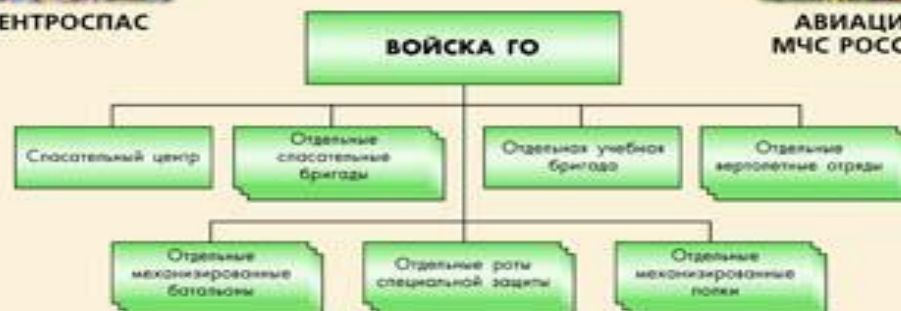 ЕНТРОСПАС
АВИАЦИ
МЧС РОСС
ВОЙСКА ГО
Спасательный центр
Отдельные
спасательные
бригады
Отдельная учебная
бригада
Отдельные
вертолетные отряды
Отдельные
механизированные
батальоны
Отдельные роты
специальной защиты
Отдельные
механизированные
полки